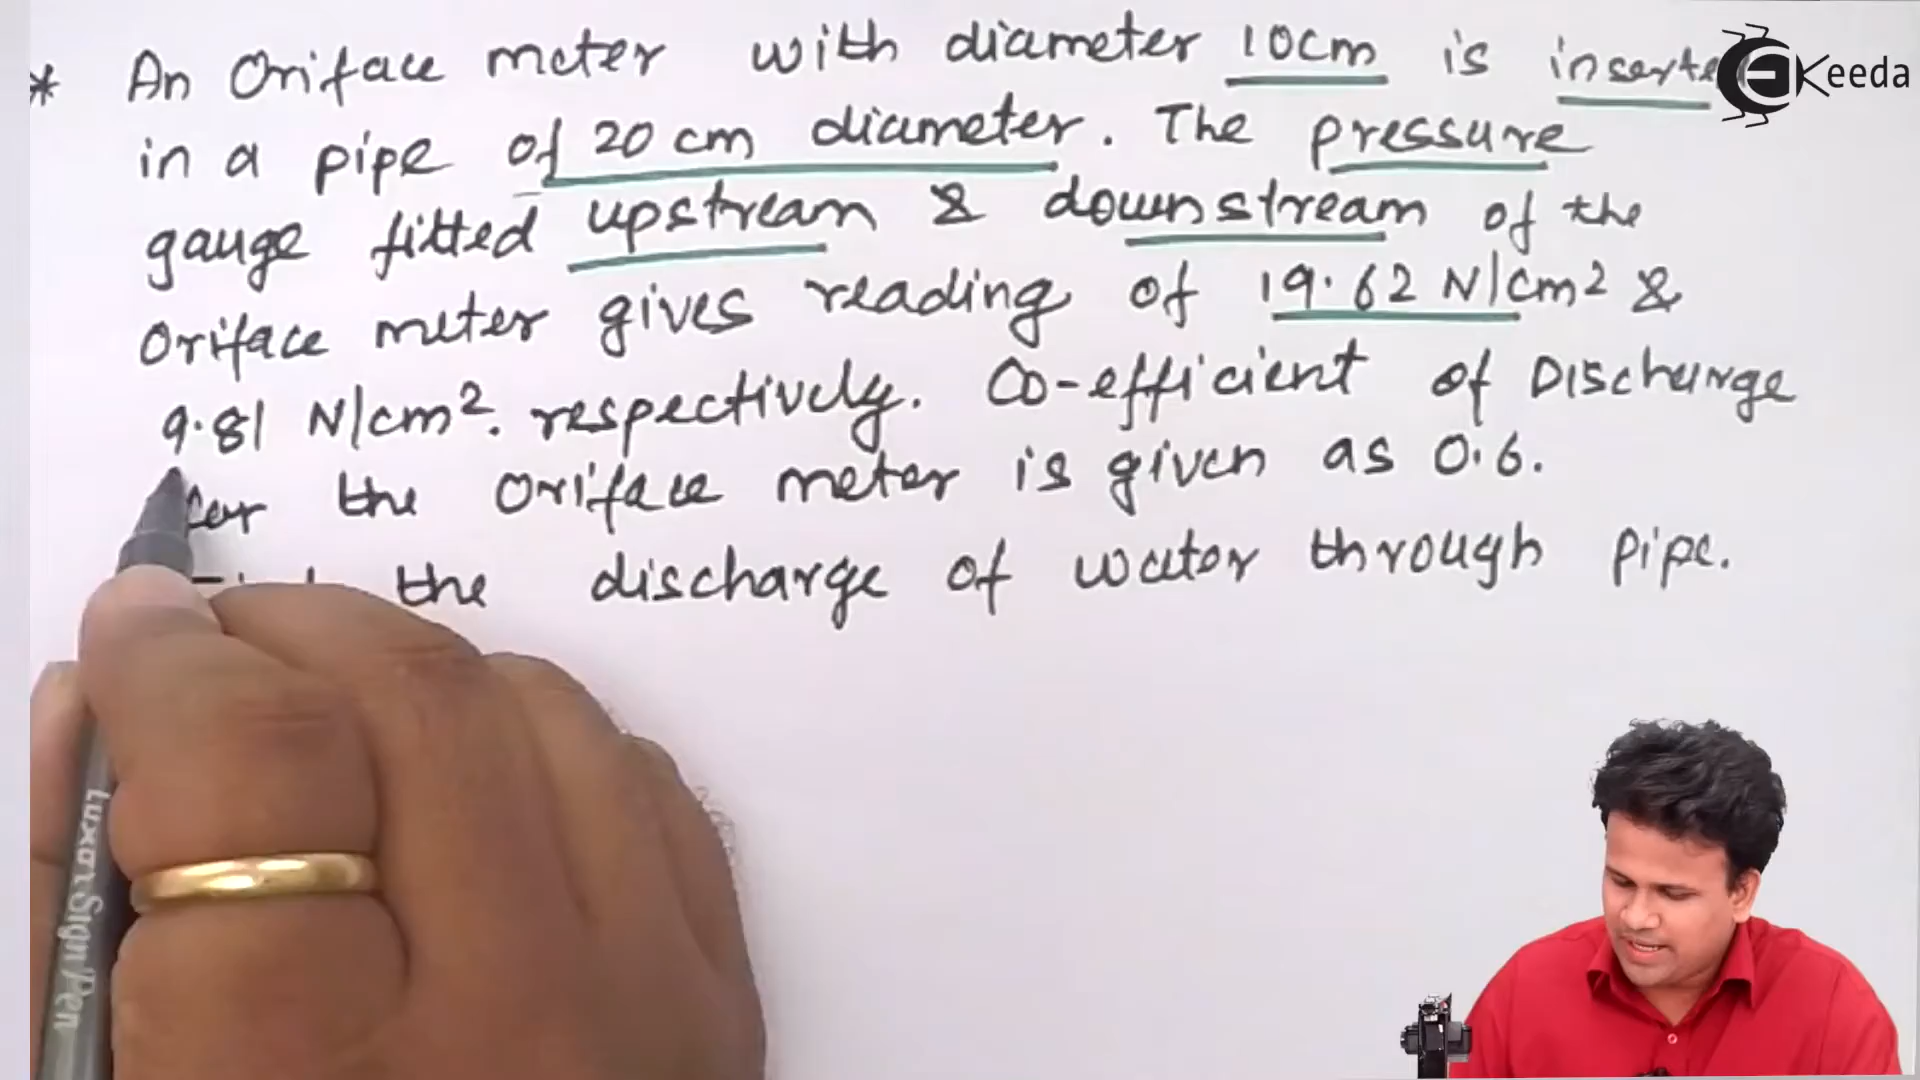 * An Oriface meter with diameter 10cm is inserte
in a pipe of 20 cm diameter. The pressure
gauge fitted upstream & downstream of the
Oriface meter gives reading of 19.62 N/cm2 &
9.81 N/cm2. respectively. Co-efficient of Discharge
for the Oriface meter is given as 0.6.
the discharge of water through pipe.
EKeeda
Luxor Sign Pen